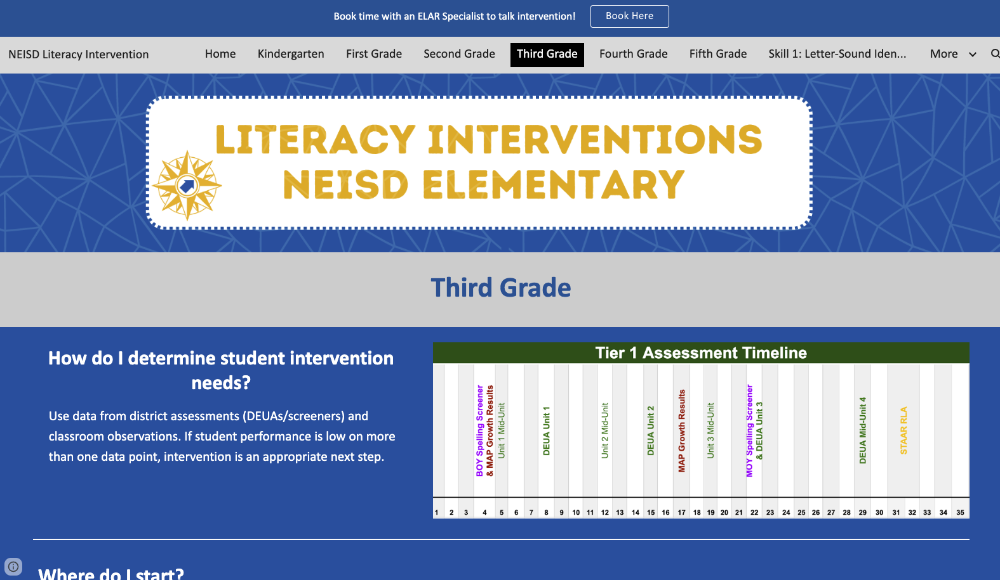 Book time with an ELAR Specialist to talk intervention!
Book Here
NEISD Literacy Intervention
Home
Kindergarten
First Grade
Second Grade
Third Grade
Fourth Grade
Fifth Grade
Skill 1: Letter-Sound Iden...
More
LITERACY INTERVENTIONS
NEISD ELEMENTARY
Third Grade
How do I determine student intervention
needs?
Use data from district assessments (DEUAs/screeners) and
classroom observations. If student performance is low on more
than one data point, intervention is an appropriate next step.
Tier 1 Assessment Timeline
BOY Spelling Screener
& MAP Growth Results
Unit 1 Mid-Unit
DEUA Unit 1
Unit 2 Mid-Unit
DEUA Unit 2
MAP Growth Results
Unit 3 Mid-Unit
MOY Spelling Screener
& DEUA Unit 3
DEUA Mid-Unit 4
STAAR RLA
1 2 3 4 5 6 7 8 9 10 11 12 13 14 15 16 17 18 19 20 21 22 23 24 25 26 27 28 29 30 31 32 33 34 35
Where do I start?